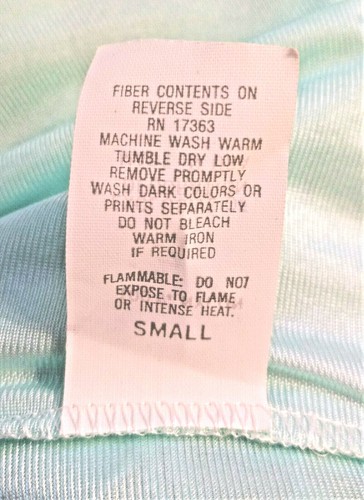 FIBER CONTENTS ON
REVERSE SIDE
RN 17363
MACHINE WASH WARM
TUMBLE DRY LOW
REMOVE PROMPTLY
WASH DARK COLORS OR
PRINTS SEPARATELY
DO NOT BLEACH
WARM IRON
IF REQUIRED
FLAMMABLE: DO NOT
EXPOSE TO FLAME
OR INTENSE HEAT.
SMALL